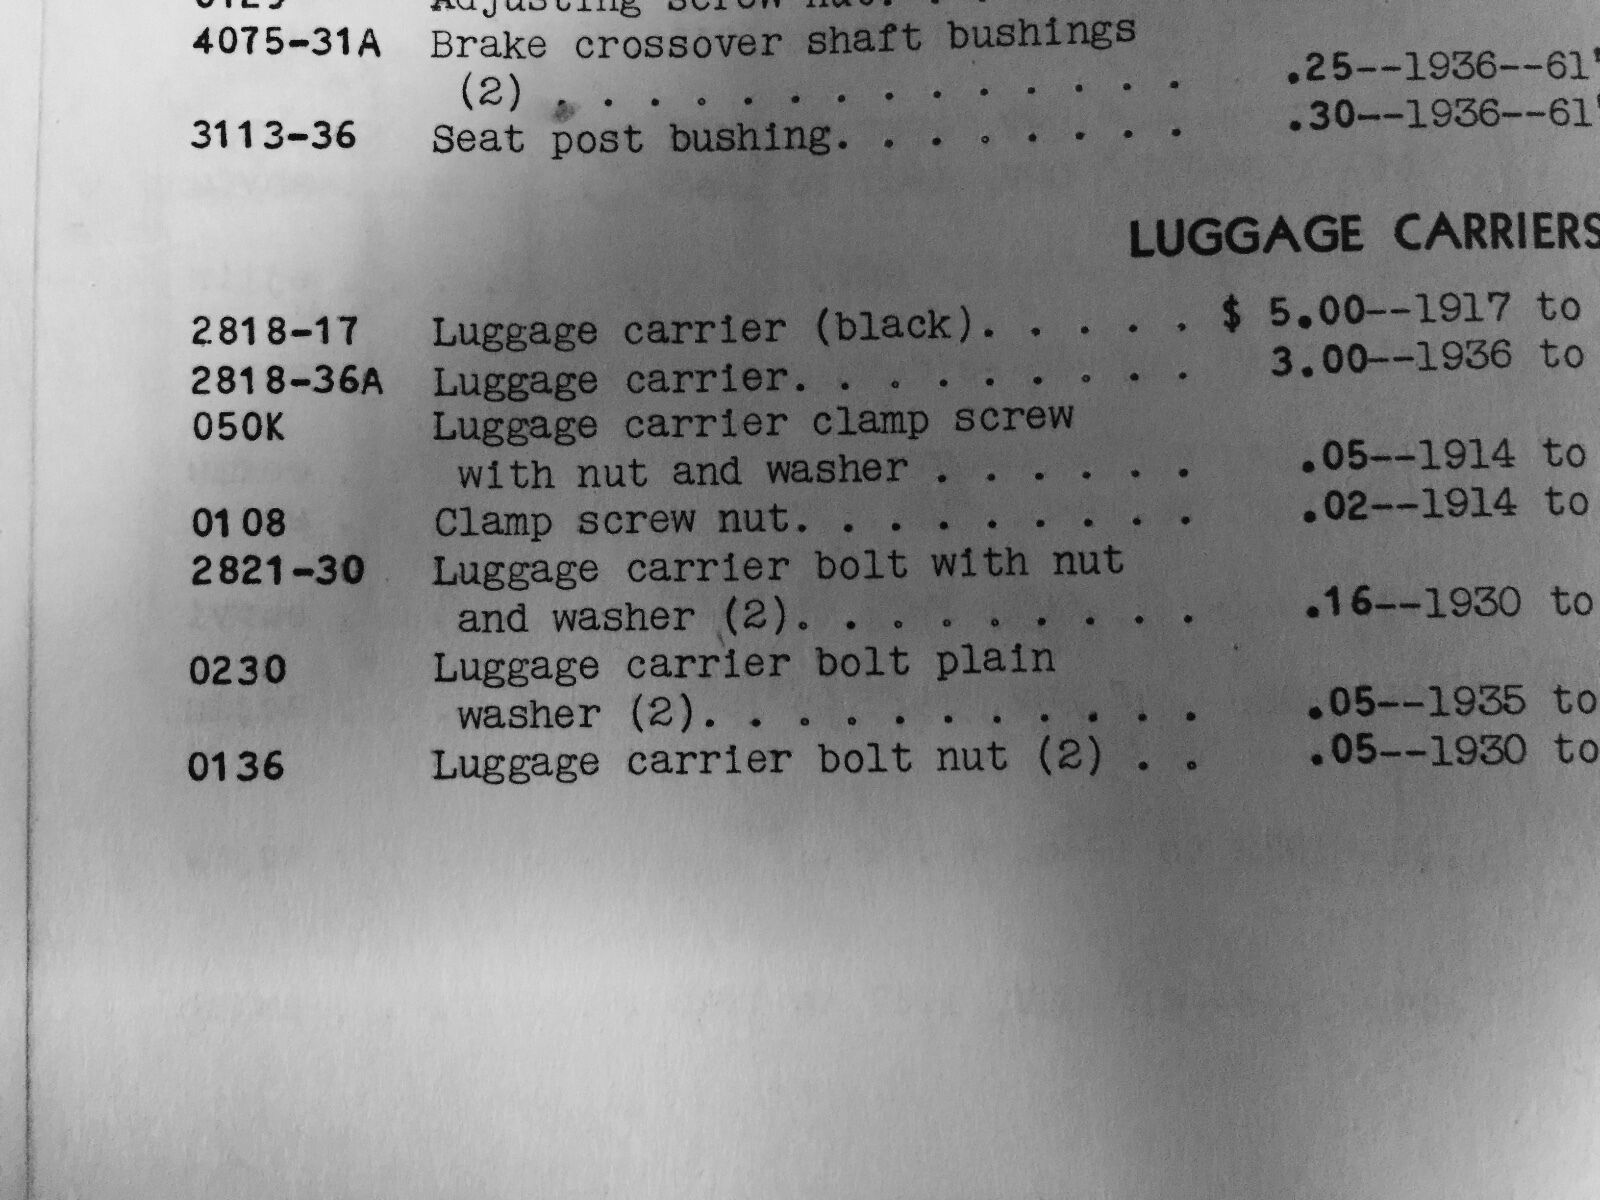 Adjusting screw nut. . .
4075-31A Brake crossover shaft bushings
(2) . . . . . . . . . . . . . . .25--1936--61"
3113-36 Seat post bushing. . . . . . . . .30--1936--61"
LUGGAGE CARRIERS
2818-17 Luggage carrier (black). . . . . $ 5.00--1917 to
2818-36A Luggage carrier. . . . . . . . . 3.00--1936 to
050K Luggage carrier clamp screw
with nut and washer . . . . . . .05--1914 to
0108 Clamp screw nut. . . . . . . . . .02--1914 to
2821-30 Luggage carrier bolt with nut
and washer (2). . . . . . . . . .16--1930 to
0230 Luggage carrier bolt plain
washer (2). . . . . . . . . . . .05--1935 to
0136 Luggage carrier bolt nut (2) . . .05--1930 to